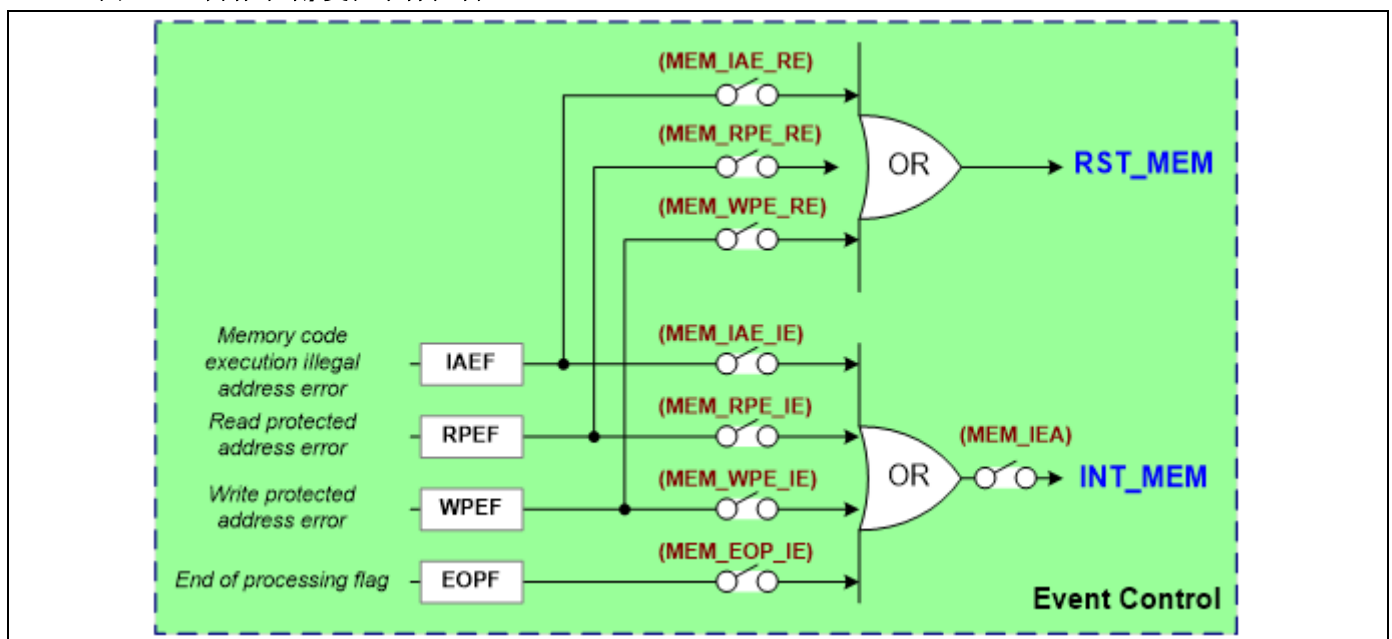 (MEM_IAE_RE)
(MEM_RPE_RE)
OR
RST_MEM
(MEM_WPE_RE)
Memory code
execution illegal
address error
IAEF
(MEM_IAE_IE)
Read protected
address error
RPEF
(MEM_RPE_IE)
(MEM_IEA)
OR
INT_MEM
Write protected
address error
WPEF
(MEM_WPE_IE)
End of processing flag
EOPF
(MEM_EOP_IE)
Event Control